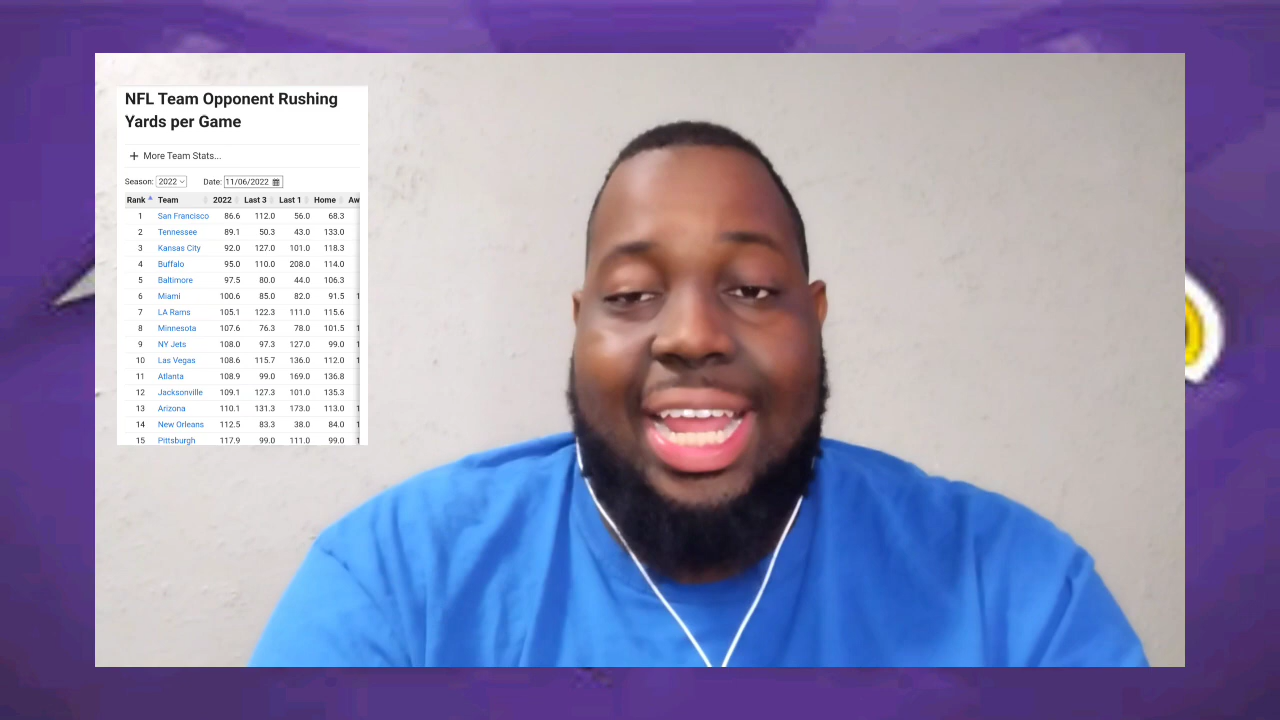 NFL Team Opponent Rushing
Yards per Game
+ More Team Stats...
Season: 2022 Date: 11/06/2022
Rank Team 2022 Last 3 Last 1 Home Aw
1 San Francisco 86.6 112.0 56.0 68.3
2 Tennessee 89.1 50.3 43.0 133.0
3 Kansas City 92.0 127.0 101.0 118.3
4 Buffalo 95.0 110.0 208.0 114.0
5 Baltimore 97.5 80.0 44.0 106.3
6 Miami 100.6 85.0 82.0 91.5 1
7 LA Rams 105.1 122.3 111.0 115.6
8 Minnesota 107.6 76.3 78.0 101.5 1
9 NY Jets 108.0 97.3 127.0 99.0 1
10 Las Vegas 108.6 115.7 136.0 112.0 1
11 Atlanta 108.9 99.0 169.0 136.8
12 Jacksonville 109.1 127.3 101.0 135.3
13 Arizona 110.1 131.3 173.0 113.0 1
14 New Orleans 112.5 83.3 38.0 84.0 1
15 Pittsburgh 117.9 99.0 111.0 99.0 1